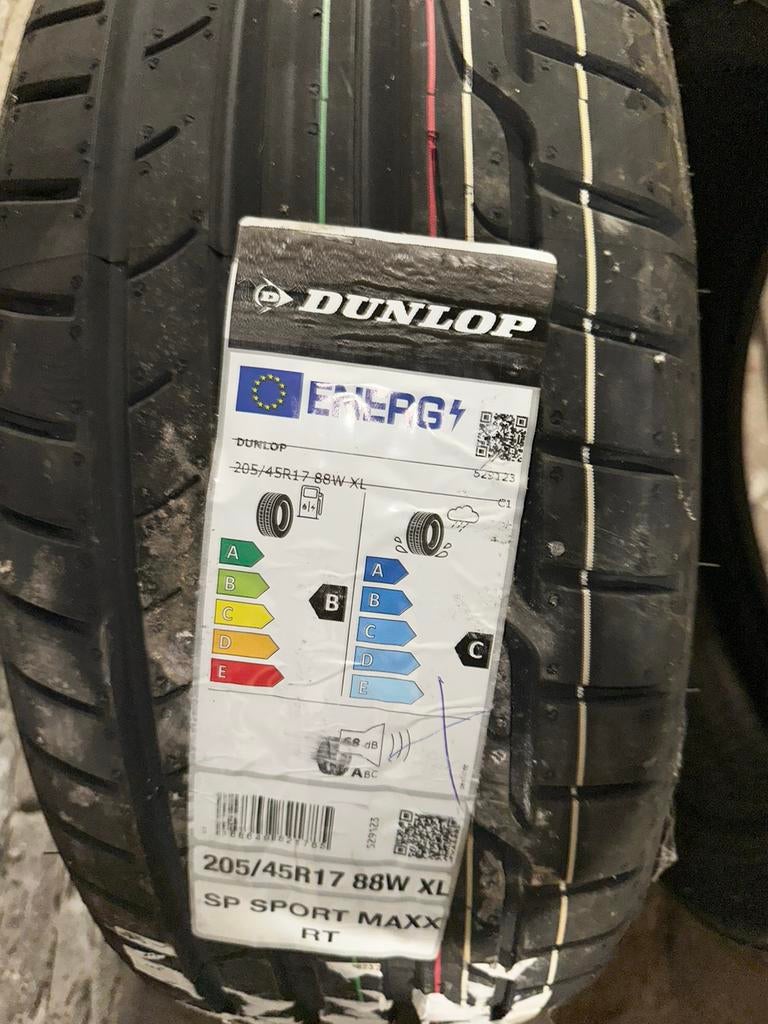 DUNLOP
ENERG
DUNLOP
529123
205/45R17 88W XL
C1
A
B
C
D
E
B
A
B
C
D
E
C
68 dB
ABC
529123
205/45R17 88W XL
SP SPORT MAXX
RT